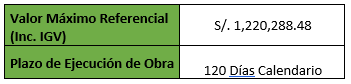 Valor Máximo Referencial
(Inc. IGV)
S/. 1,220,288.48
Plazo de Ejecución de Obra
120 Días Calendario